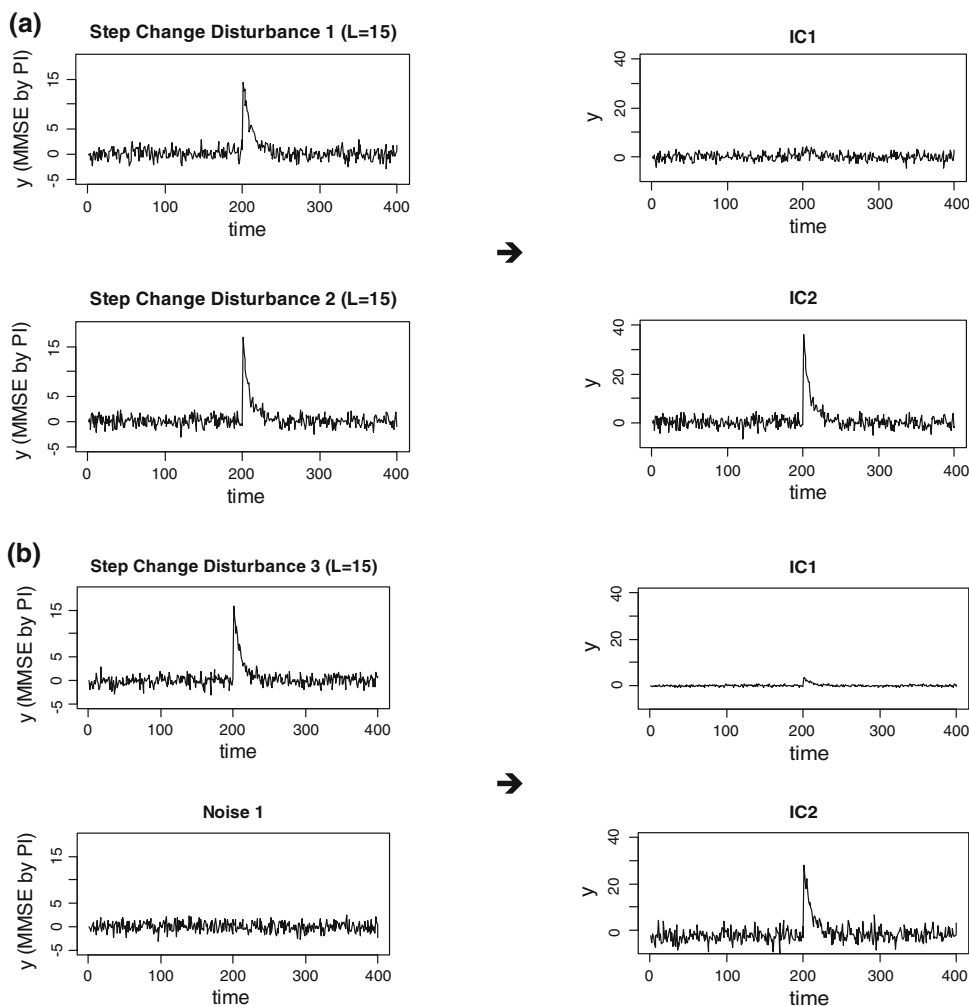 (a)
Step Change Disturbance 1 (L=15)
y (MMSE by PI)
-5 0 5 15
0 100 200 300 400
time
IC1
y
0 20 40
0 100 200 300 400
➔
Step Change Disturbance 2 (L=15)
y (MMSE by PI)
-5 0 5 15
0 100 200 300 400
time
IC2
y
0 20 40
0 100 200 300 400
time
(b)
Step Change Disturbance 3 (L=15)
y (MMSE by PI)
-5 0 5 15
0 100 200 300 400
time
IC1
y
0 20 40
0 100 200 300 400
time
➔
Noise 1
y (MMSE by PI)
-5 0 5 15
0 100 200 300 400
time
IC2
y
0 20 40
0 100 200 300 400
time